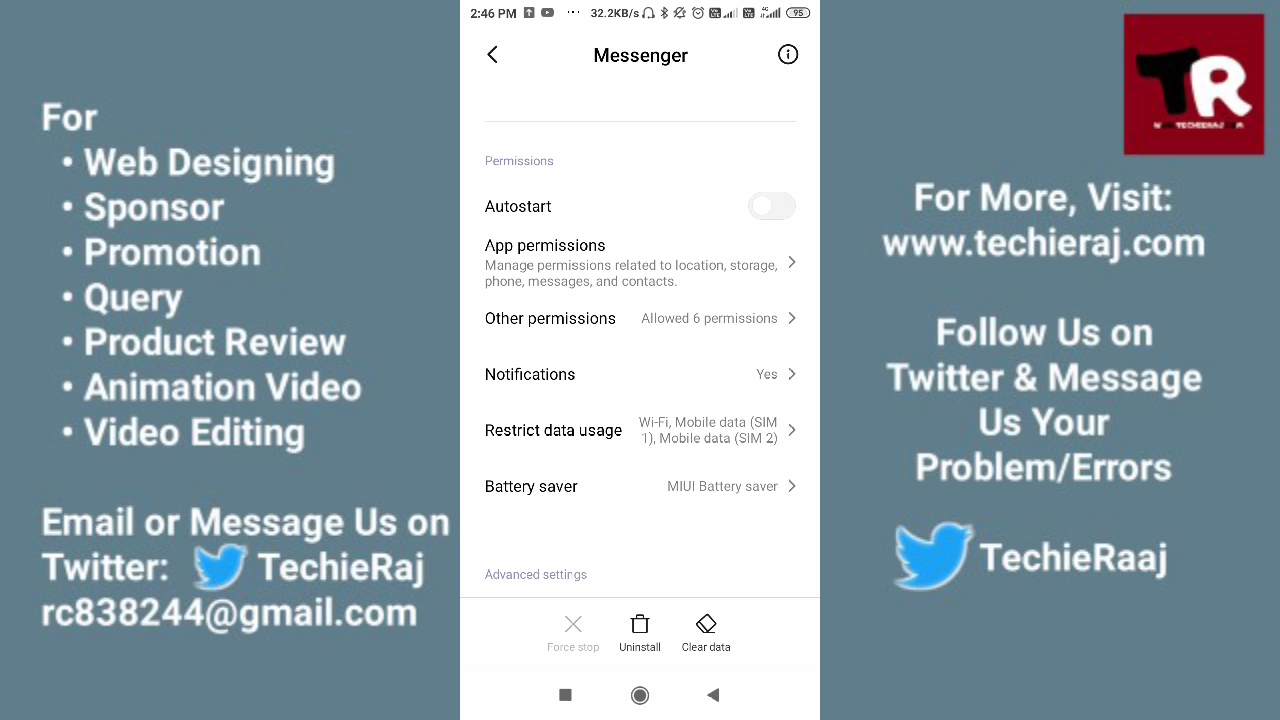 For
• Web Designing
• Sponsor
• Promotion
• Query
• Product Review
• Animation Video
• Video Editing
Email or Message Us on
Twitter: TechieRaj
rc838244@gmail.com
2:46 PM ... 32.2KB/s 4G 95
Messenger
Permissions
Autostart
App permissions
Manage permissions related to location, storage,
phone, messages, and contacts.
Other permissions Allowed 6 permissions
Notifications Yes
Restrict data usage Wi-Fi, Mobile data (SIM
1), Mobile data (SIM 2)
Battery saver MIUI Battery saver
Advanced settings
Force stop Uninstall Clear data
TR
For More, Visit:
www.techieraj.com
Follow Us on
Twitter & Message
Us Your
Problem/Errors
TechieRaaj